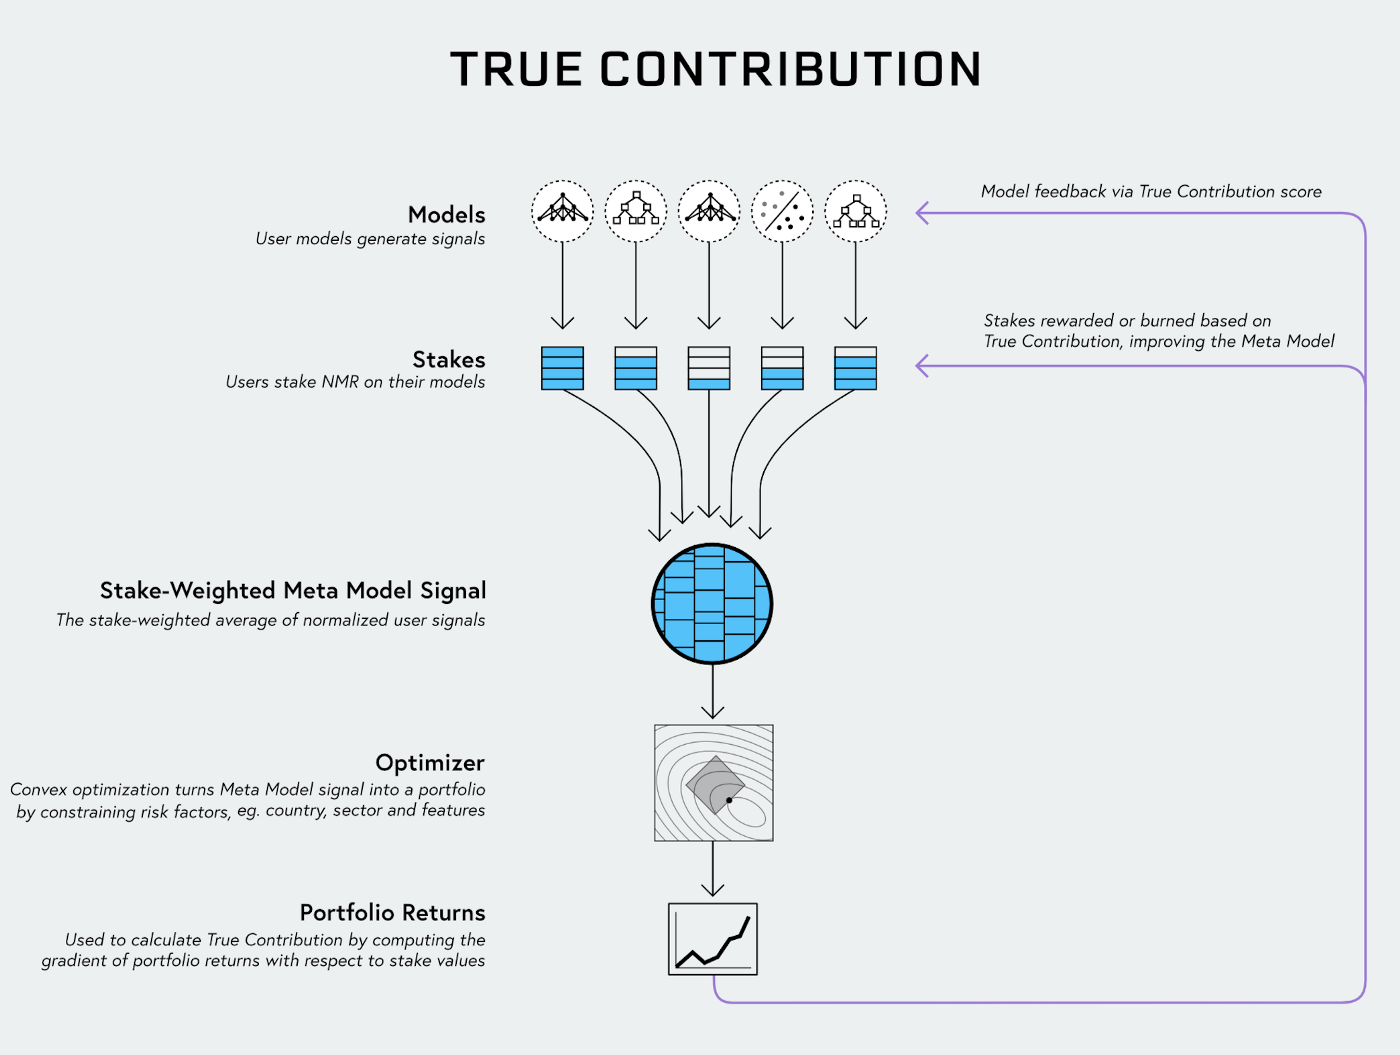 TRUE CONTRIBUTION
Models
User models generate signals
Model feedback via True Contribution score
Stakes
Users stake NMR on their models
Stakes rewarded or burned based on
True Contribution, improving the Meta Model
Stake-Weighted Meta Model Signal
The stake-weighted average of normalized user signals
Optimizer
Convex optimization turns Meta Model signal into a portfolio
by constraining risk factors, eg. country, sector and features
Portfolio Returns
Used to calculate True Contribution by computing the
gradient of portfolio returns with respect to stake values